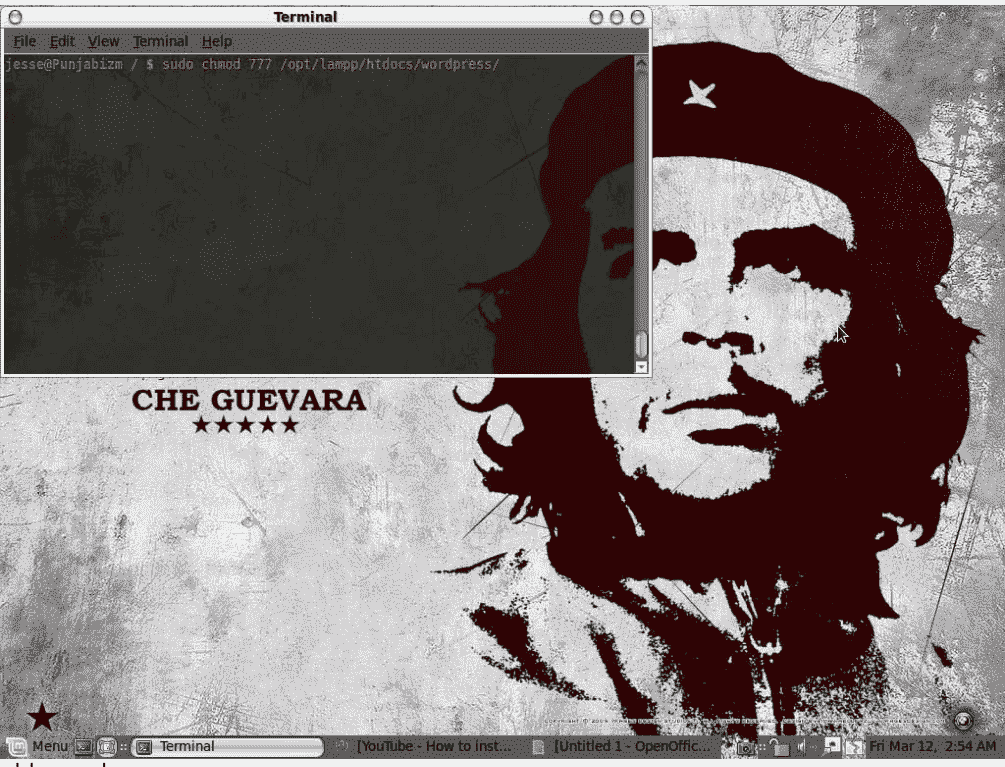 Terminal
File Edit View Terminal Help
jesse@Punjabizm / $ sudo chmod 777 /opt/lampp/htdocs/wordpress/
CHE GUEVARA
Menu Terminal [YouTube - How to inst... [Untitled 1 - OpenOffic... Fri Mar 12, 2:54 AM